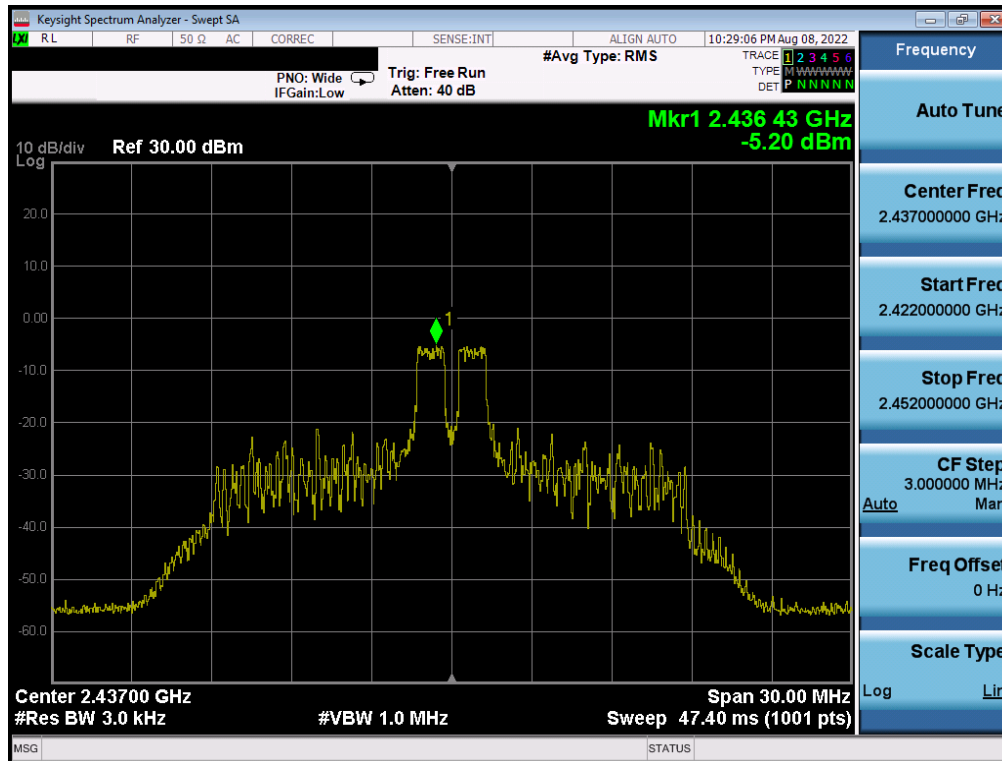 Keysight Spectrum Analyzer - Swept SA
LXI RL RF 50 Ω AC CORREC SENSE:INT ALIGN AUTO 10:29:06 PM Aug 08, 2022
#Avg Type: RMS TRACE 1 2 3 4 5 6
PNO: Wide Trig: Free Run TYPE M WWWWW
IFGain:Low Atten: 40 dB DET P N N N N N
Mkr1 2.436 43 GHz
-5.20 dBm
10 dB/div Ref 30.00 dBm
Log
20.0
10.0
0.00
1
-10.0
-20.0
-30.0
-40.0
-50.0
-60.0
Center 2.43700 GHz Span 30.00 MHz
#Res BW 3.0 kHz #VBW 1.0 MHz Sweep 47.40 ms (1001 pts)
MSG STATUS
Frequency
Auto Tune
Center Freq
2.437000000 GHz
Start Freq
2.422000000 GHz
Stop Freq
2.452000000 GHz
CF Step
3.000000 MHz
Auto Man
Freq Offset
0 Hz
Scale Type
Log Lin